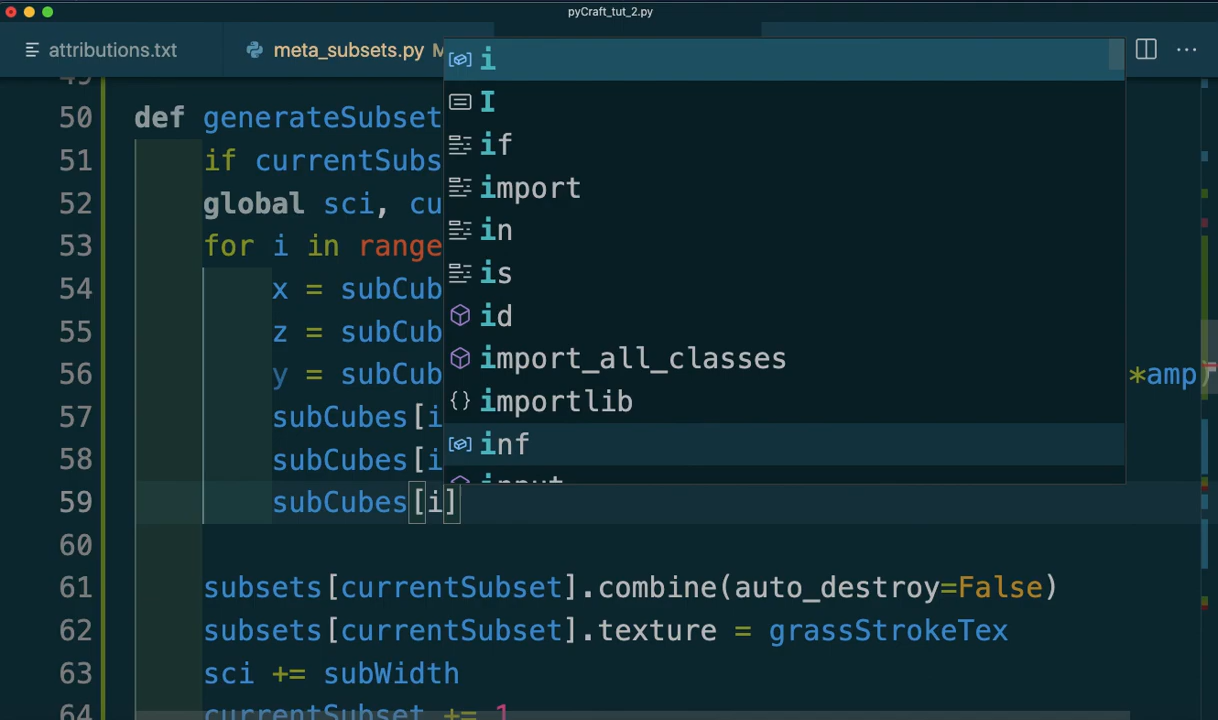 pyCraft_tut_2.py
attributions.txt
meta_subsets.py M
i
I
if
import
in
is
id
import_all_classes
importlib
inf
input
50 def generateSubset
51 if currentSubs
52 global sci, cu
53 for i in range
54 x = subCub
55 z = subCub
56 y = subCub *amp)
57 subCubes[i
58 subCubes[i
59 subCubes[i]
60
61 subsets[currentSubset].combine(auto_destroy=False)
62 subsets[currentSubset].texture = grassStrokeTex
63 sci += subWidth
64 currentSubset += 1